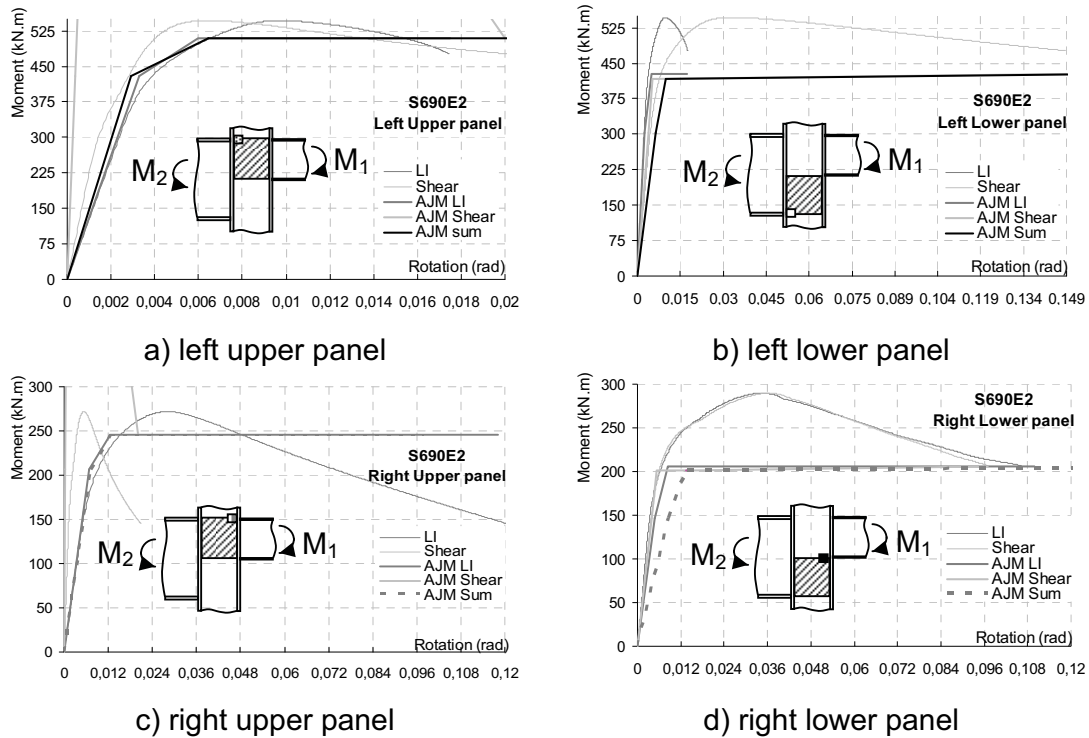 Moment (kN.m)
525
450
375
300
225
150
75
0
S690E2
Left Upper panel
M2
M1
LI
Shear
AJM LI
AJM Shear
AJM sum
Rotation (rad)
0 0,002 0,004 0,006 0,008 0,01 0,012 0,014 0,016 0,018 0,02
a) left upper panel
Moment (kN.m)
525
450
375
300
225
150
75
0
S690E2
Left Lower panel
M2
M1
LI
Shear
AJM LI
AJM Shear
AJM Sum
Rotation (rad)
0 0,015 0,03 0,045 0,06 0,075 0,089 0,104 0,119 0,134 0,149
b) left lower panel
Moment (kN.m)
300
250
200
150
100
50
0
S690E2
Right Upper panel
M2
M1
LI
Shear
AJM LI
AJM Shear
AJM Sum
Rotation (rad)
0 0,012 0,024 0,036 0,048 0,06 0,072 0,084 0,096 0,108 0,12
c) right upper panel
Moment (kN.m)
300
250
200
150
100
50
0
S690E2
Right Lower panel
M2
M1
LI
Shear
AJM LI
AJM Shear
AJM Sum
Rotation (rad)
0 0,012 0,024 0,036 0,048 0,06 0,072 0,084 0,096 0,108 0,12
d) right lower panel